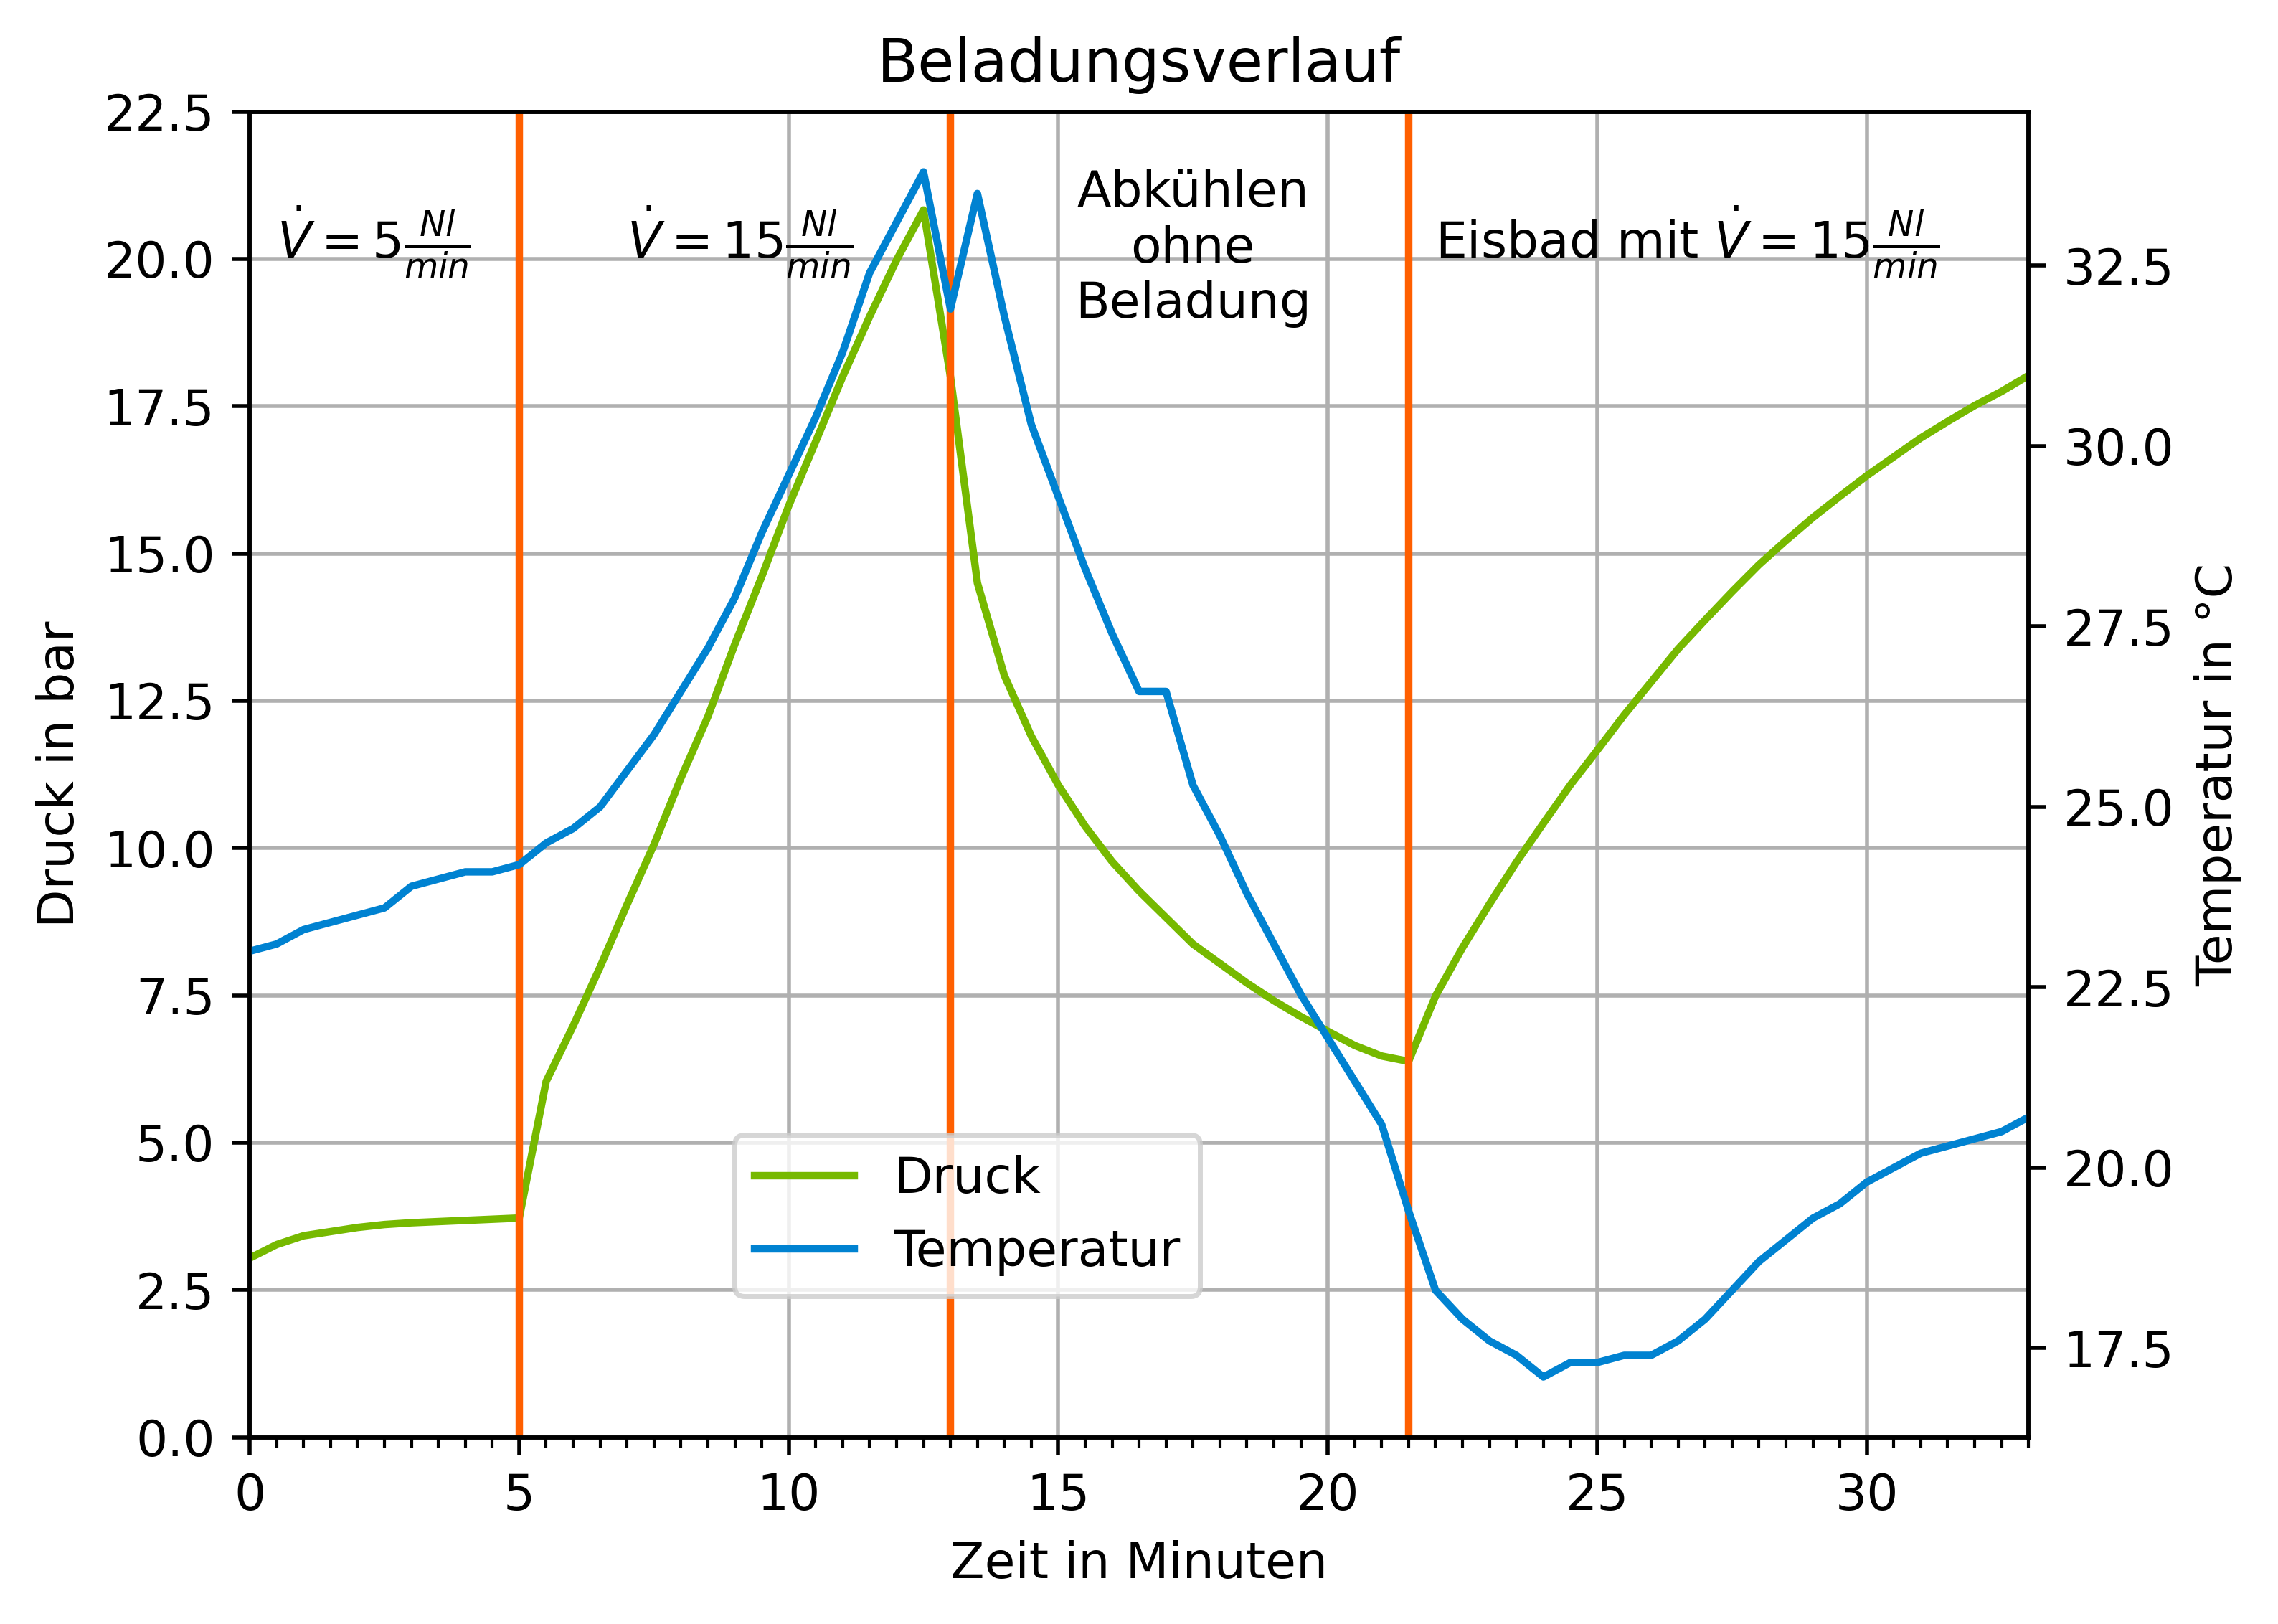 Beladungsverlauf
22.5
20.0
17.5
15.0
12.5
10.0
7.5
5.0
2.5
0.0
Druck in bar
V̇ = 5 Nl/min
V̇ = 15 Nl/min
Abkühlen
ohne
Beladung
Eisbad mit V̇ = 15 Nl/min
Druck
Temperatur
32.5
30.0
27.5
25.0
22.5
20.0
17.5
Temperatur in °C
0 5 10 15 20 25 30
Zeit in Minuten